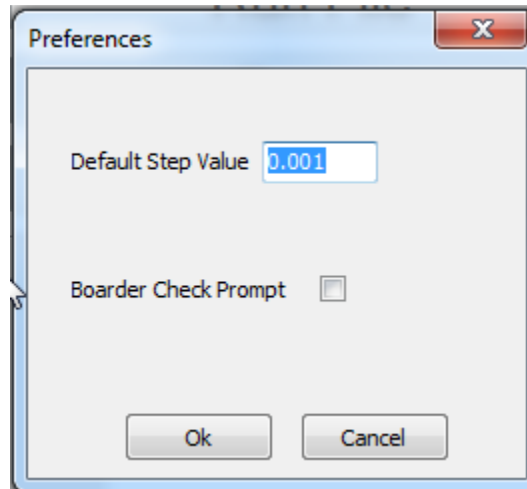 Preferences
Default Step Value 0.001
Boarder Check Prompt
Ok Cancel